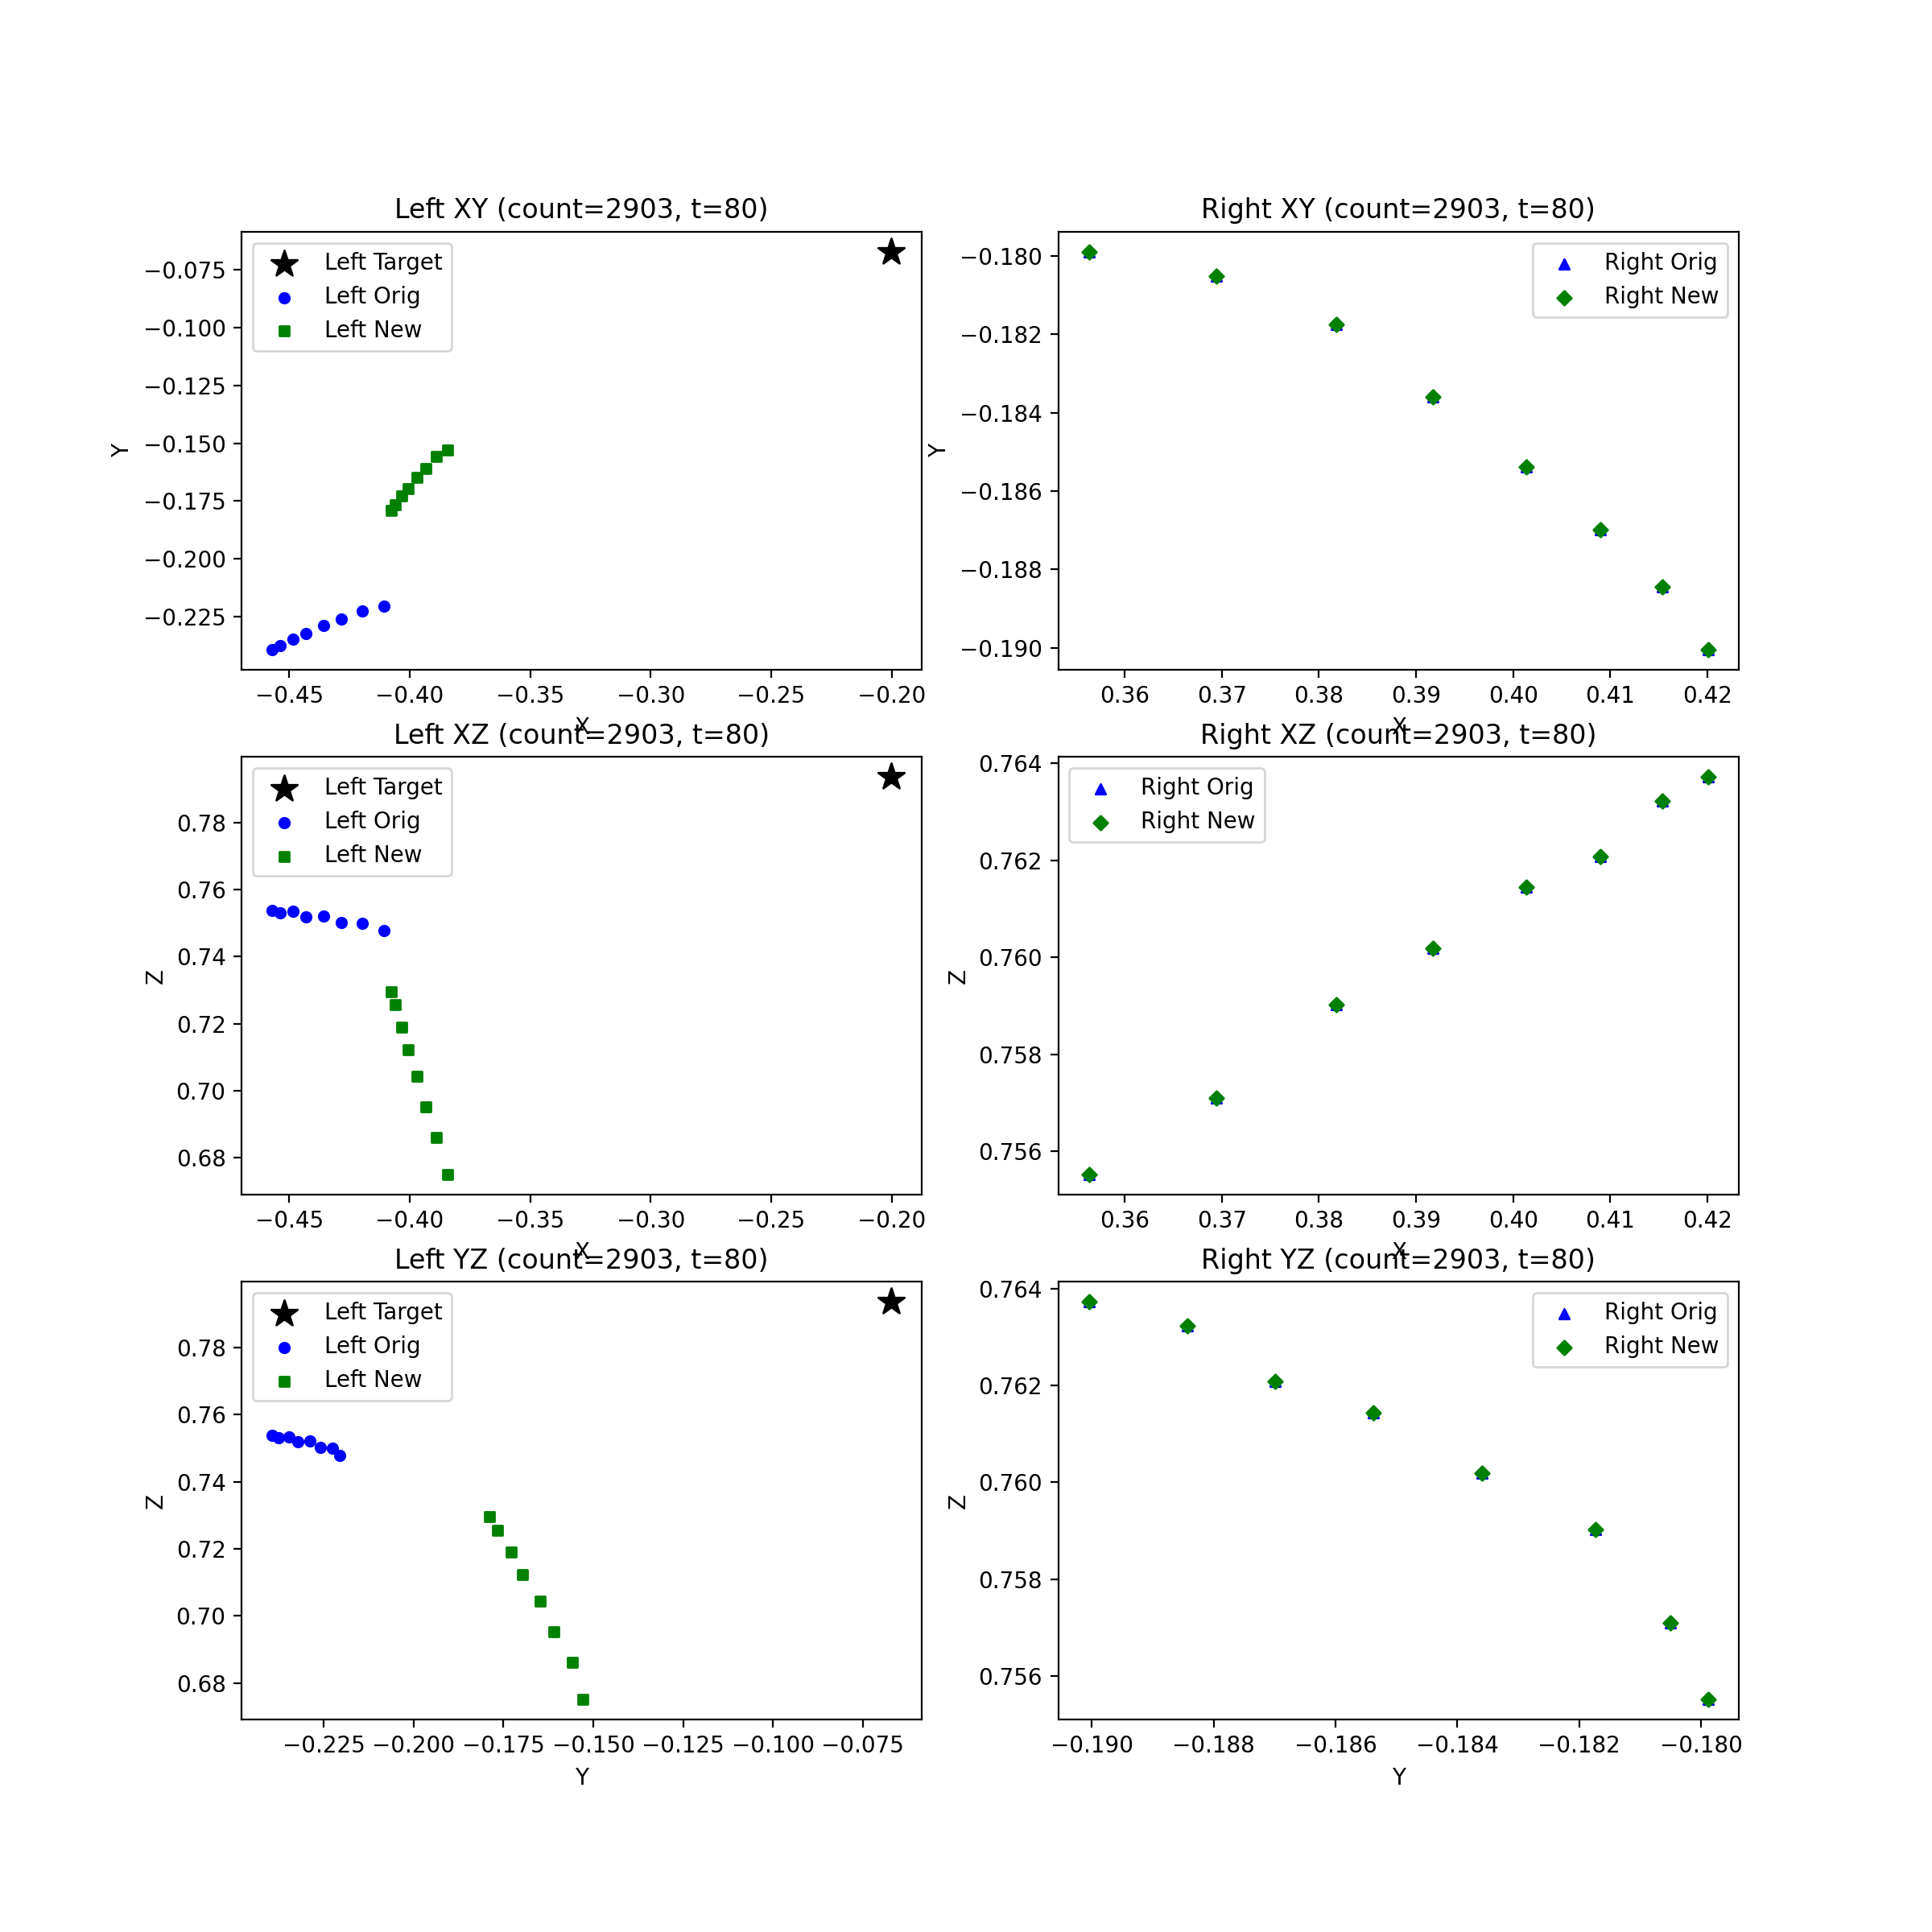 Left XY (count=2903, t=80)
Left Target
Left Orig
Left New
Y
−0.075
−0.100
−0.125
−0.150
−0.175
−0.200
−0.225
−0.45 −0.40 −0.35 −0.30 −0.25 −0.20
X
Right XY (count=2903, t=80)
Right Orig
Right New
Y
−0.180
−0.182
−0.184
−0.186
−0.188
−0.190
0.36 0.37 0.38 0.39 0.40 0.41 0.42
X
Left XZ (count=2903, t=80)
Left Target
Left Orig
Left New
Z
0.78
0.76
0.74
0.72
0.70
0.68
−0.45 −0.40 −0.35 −0.30 −0.25 −0.20
X
Right XZ (count=2903, t=80)
Right Orig
Right New
Z
0.764
0.762
0.760
0.758
0.756
0.36 0.37 0.38 0.39 0.40 0.41 0.42
X
Left YZ (count=2903, t=80)
Left Target
Left Orig
Left New
Z
0.78
0.76
0.74
0.72
0.70
0.68
−0.225 −0.200 −0.175 −0.150 −0.125 −0.100 −0.075
Y
Right YZ (count=2903, t=80)
Right Orig
Right New
Z
0.764
0.762
0.760
0.758
0.756
−0.190 −0.188 −0.186 −0.184 −0.182 −0.180
Y